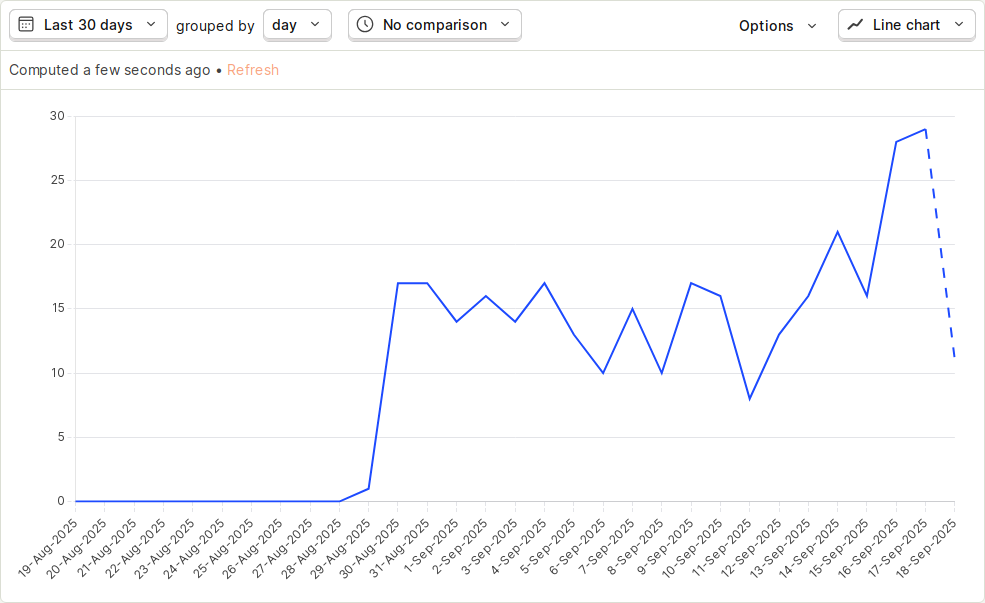 Last 30 days grouped by day No comparison Options Line chart
Computed a few seconds ago • Refresh
30
25
20
15
10
5
0
19-Aug-2025
20-Aug-2025
21-Aug-2025
22-Aug-2025
23-Aug-2025
24-Aug-2025
25-Aug-2025
26-Aug-2025
27-Aug-2025
28-Aug-2025
29-Aug-2025
30-Aug-2025
31-Aug-2025
1-Sep-2025
2-Sep-2025
3-Sep-2025
4-Sep-2025
5-Sep-2025
6-Sep-2025
7-Sep-2025
8-Sep-2025
9-Sep-2025
10-Sep-2025
11-Sep-2025
12-Sep-2025
13-Sep-2025
14-Sep-2025
15-Sep-2025
16-Sep-2025
17-Sep-2025
18-Sep-2025